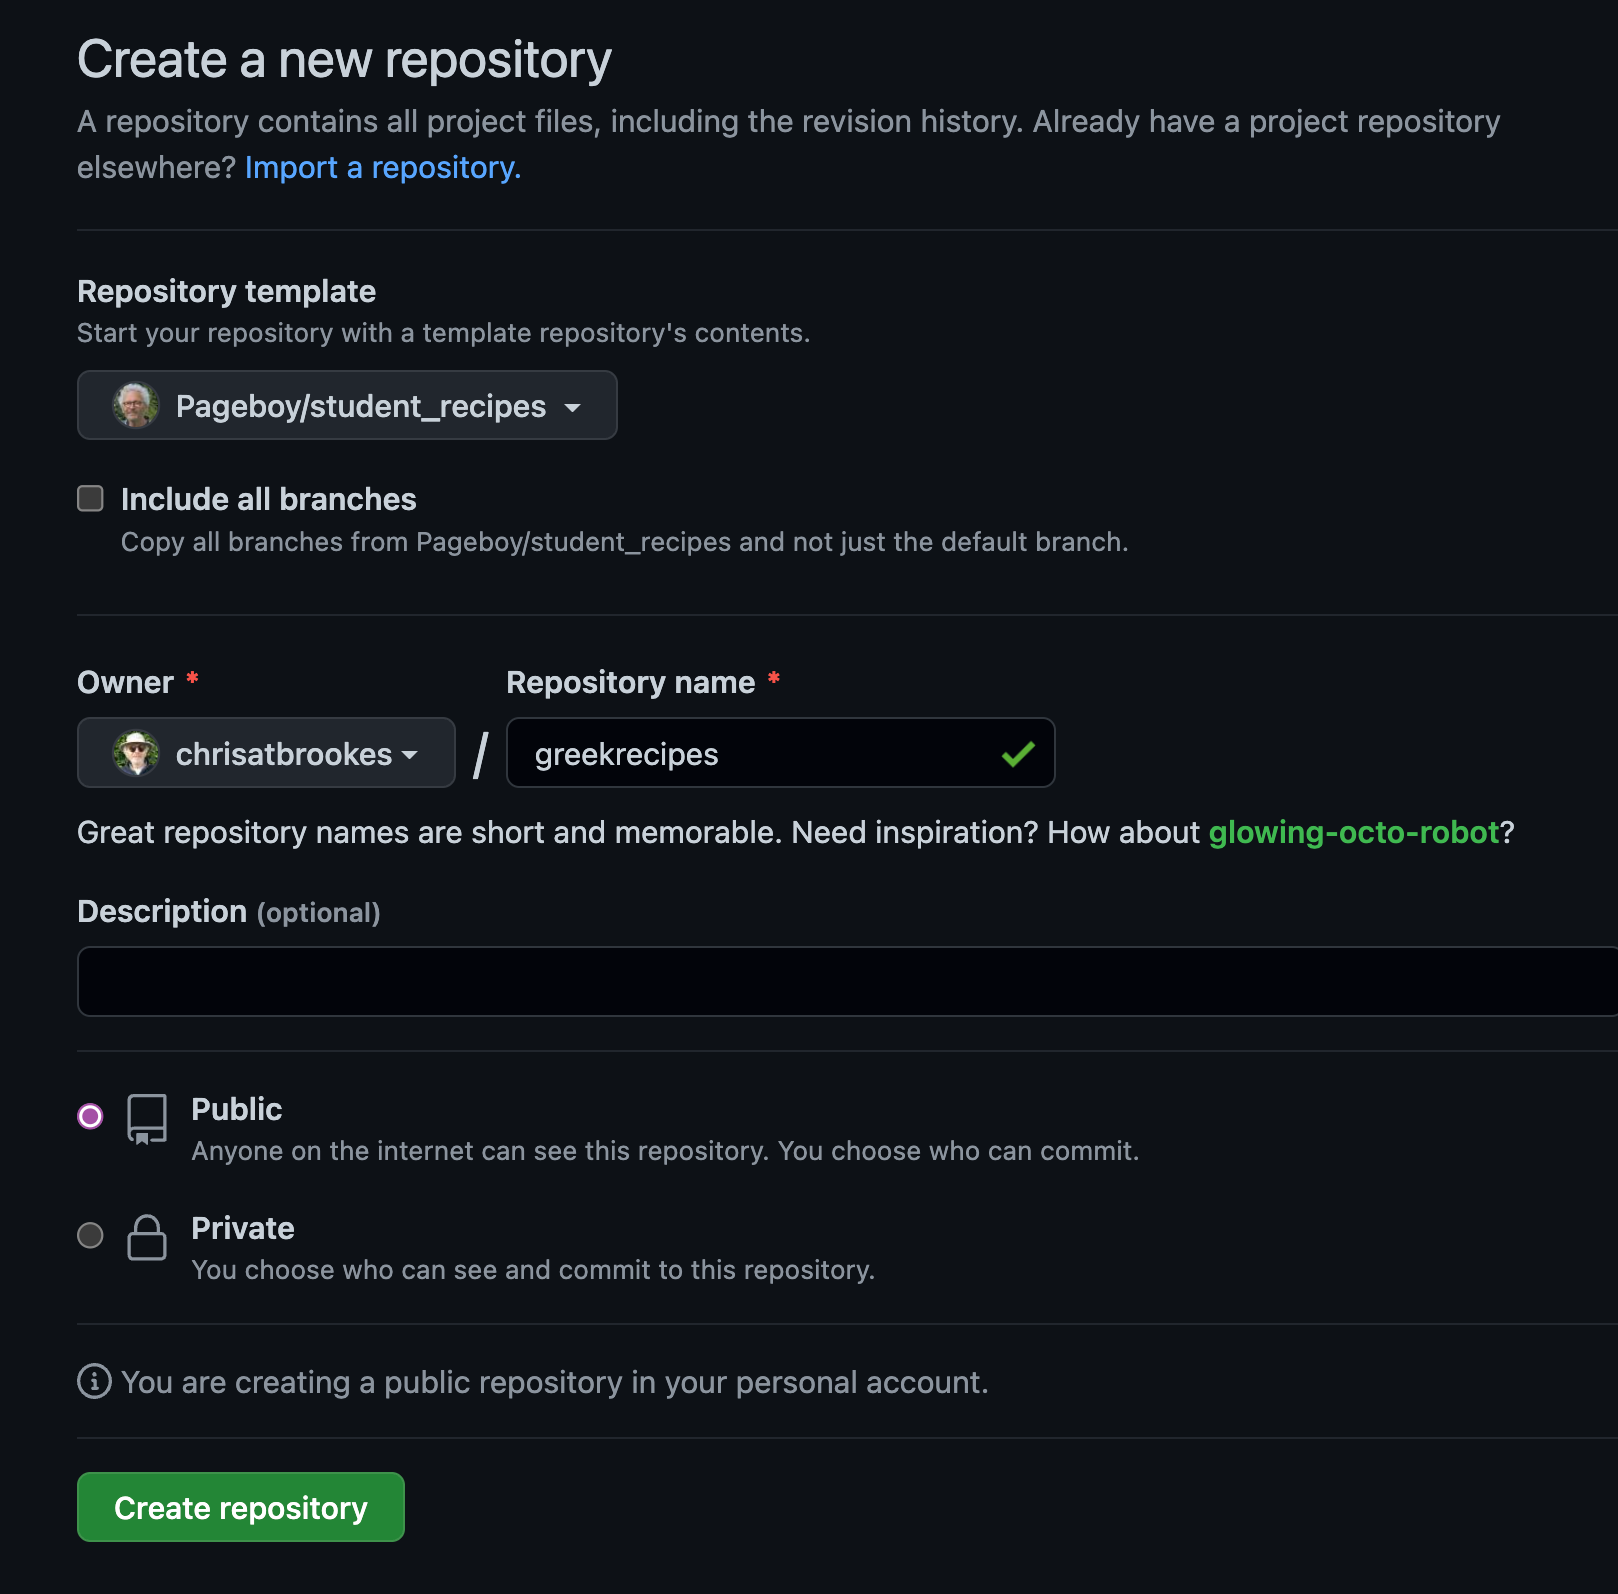 Create a new repository
A repository contains all project files, including the revision history. Already have a project repository
elsewhere? Import a repository.
Repository template
Start your repository with a template repository's contents.
Pageboy/student_recipes
Include all branches
Copy all branches from Pageboy/student_recipes and not just the default branch.
Owner * Repository name *
chrisatbrookes / greekrecipes
Great repository names are short and memorable. Need inspiration? How about glowing-octo-robot?
Description (optional)
Public
Anyone on the internet can see this repository. You choose who can commit.
Private
You choose who can see and commit to this repository.
You are creating a public repository in your personal account.
Create repository